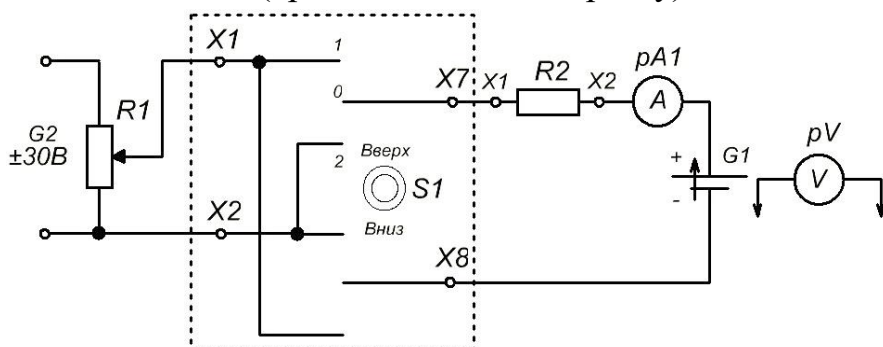 X1
1
0
X7
X1
R2
X2
pA1
A
G2
±30В
R1
2
Вверх
S1
Вниз
+
-
G1
pV
V
X2
X8